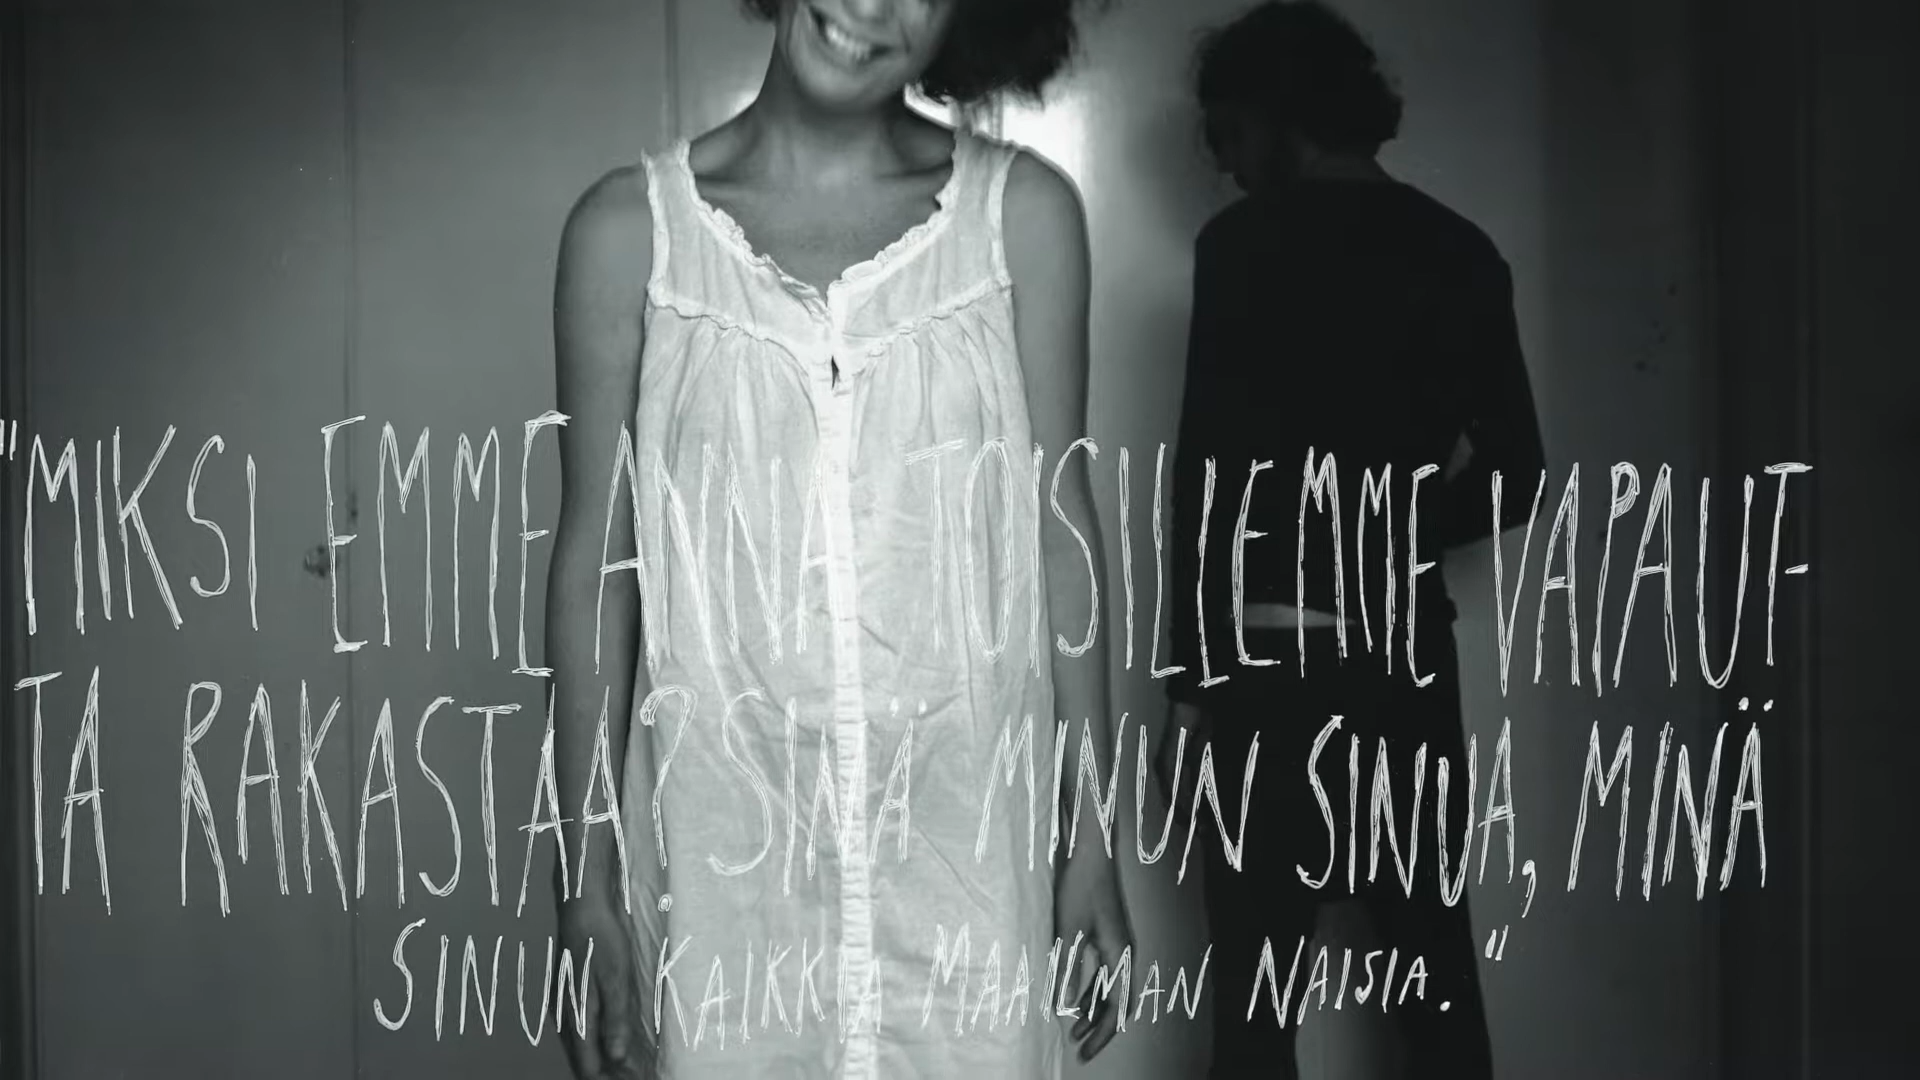 "MIKSI EMME ANNA TOISILLEMME VAPAUT-
TA RAKASTAA? SINÄ MINUN SINUA, MINÄ
SINUN KAIKKIA MAAILMAN NAISIA."